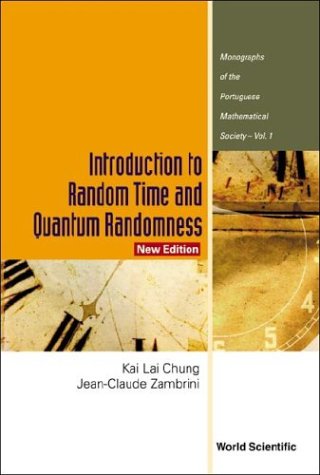 Monographs
of the
Portuguese
Mathematical
Society – Vol. 1
Introduction to
Random Time and
Quantum Randomness
New Edition
Kai Lai Chung
Jean-Claude Zambrini
World Scientific